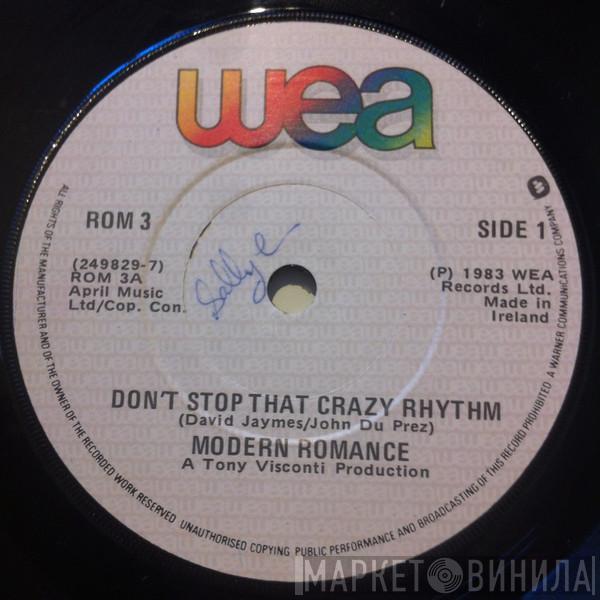 wea
ROM 3
SIDE 1
(249829-7)
ROM 3A
April Music
Ltd/Cop. Con.
(P) 1983 WEA
Records Ltd.
Made in
Ireland
DON'T STOP THAT CRAZY RHYTHM
(David Jaymes/John Du Prez)
MODERN ROMANCE
A Tony Visconti Production
ALL RIGHTS OF THE MANUFACTURER AND OF THE OWNER OF THE RECORDED WORK RESERVED UNAUTHORISED COPYING PUBLIC PERFORMANCE AND BROADCASTING OF THIS RECORD PROHIBITED A WARNER COMMUNICATIONS COMPANY
МАРКЕТ ВИНИЛА